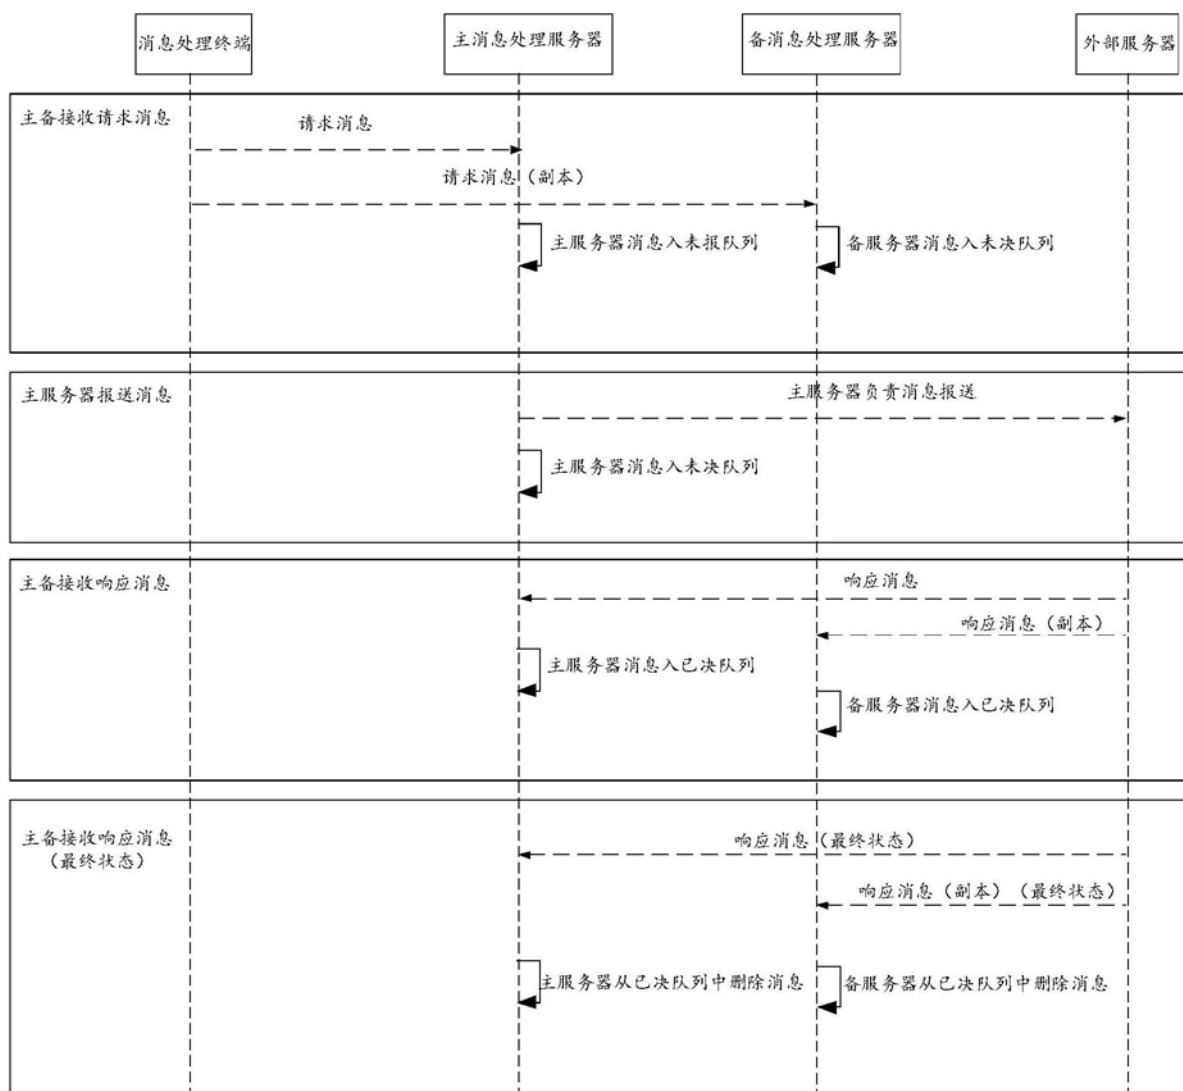 消息处理终端
主消息处理服务器
备消息处理服务器
外部服务器
主备接收请求消息
请求消息
请求消息（副本）
主服务器消息入未报队列
备服务器消息入未决队列
主服务器报送消息
主服务器负责消息报送
主服务器消息入未决队列
主备接收响应消息
响应消息
响应消息（副本）
主服务器消息入已决队列
备服务器消息入已决队列
主备接收响应消息
（最终状态）
响应消息（最终状态）
响应消息（副本）（最终状态）
主服务器从已决队列中删除消息
备服务器从已决队列中删除消息